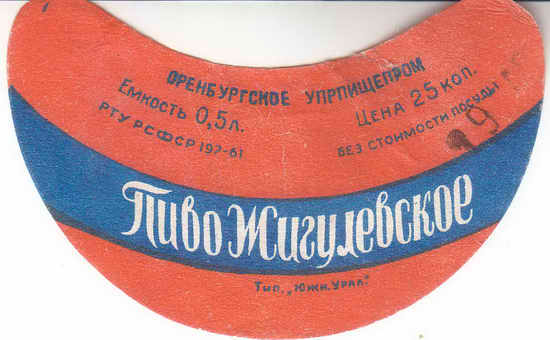 ОРЕНБУРГСКОЕ УПРПИЩЕПРОМ
ЕМКОСТЬ 0,5 Л.
РТУ РСФСР 197-61
ЦЕНА 25 КОП.
БЕЗ СТОИМОСТИ ПОСУДЫ
Пиво Жигулевское
Тип. „Южн. Урал"